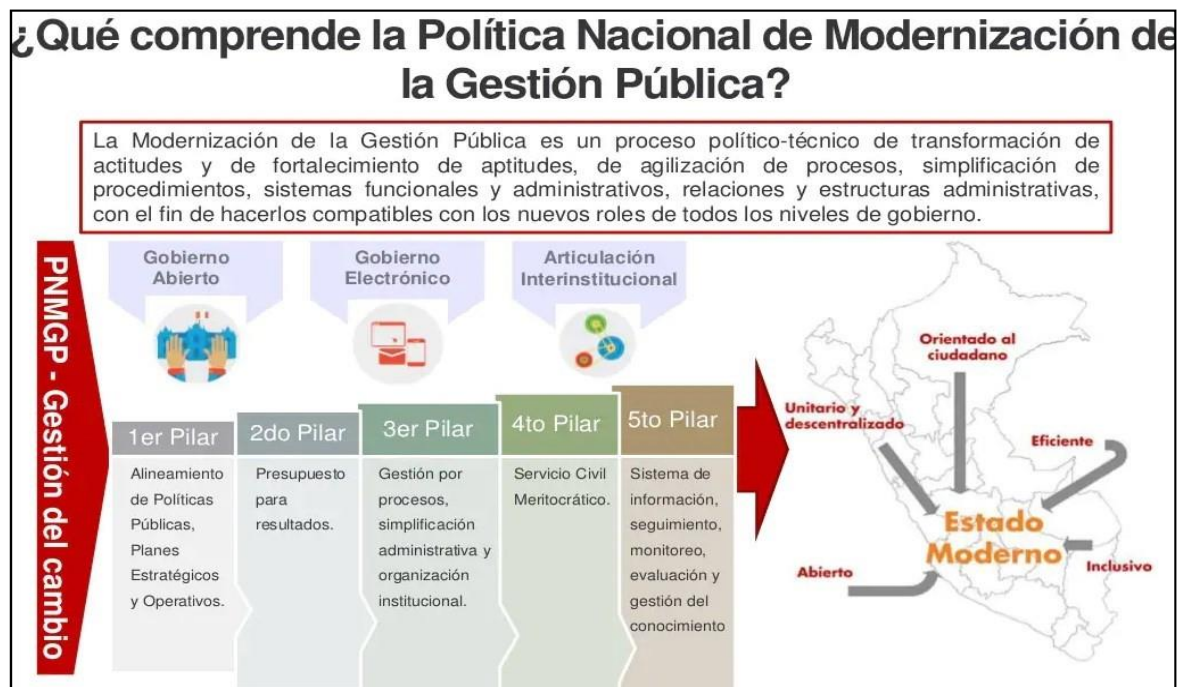 ¿Qué comprende la Política Nacional de Modernización de
la Gestión Pública?
La Modernización de la Gestión Pública es un proceso político-técnico de transformación de
actitudes y de fortalecimiento de aptitudes, de agilización de procesos, simplificación de
procedimientos, sistemas funcionales y administrativos, relaciones y estructuras administrativas,
con el fin de hacerlos compatibles con los nuevos roles de todos los niveles de gobierno.
PNMGP - Gestión del cambio
Gobierno
Abierto
Gobierno
Electrónico
Articulación
Interinstitucional
1er Pilar
Alineamiento
de Políticas
Públicas,
Planes
Estratégicos
y Operativos.
2do Pilar
Presupuesto
para
resultados.
3er Pilar
Gestión por
procesos,
simplificación
administrativa y
organización
institucional.
4to Pilar
Servicio Civil
Meritocrático.
5to Pilar
Sistema de
información,
seguimiento,
monitoreo,
evaluación y
gestión del
conocimiento
Orientado al
ciudadano
Unitario y
descentralizado
Eficiente
Estado
Moderno
Inclusivo
Abierto